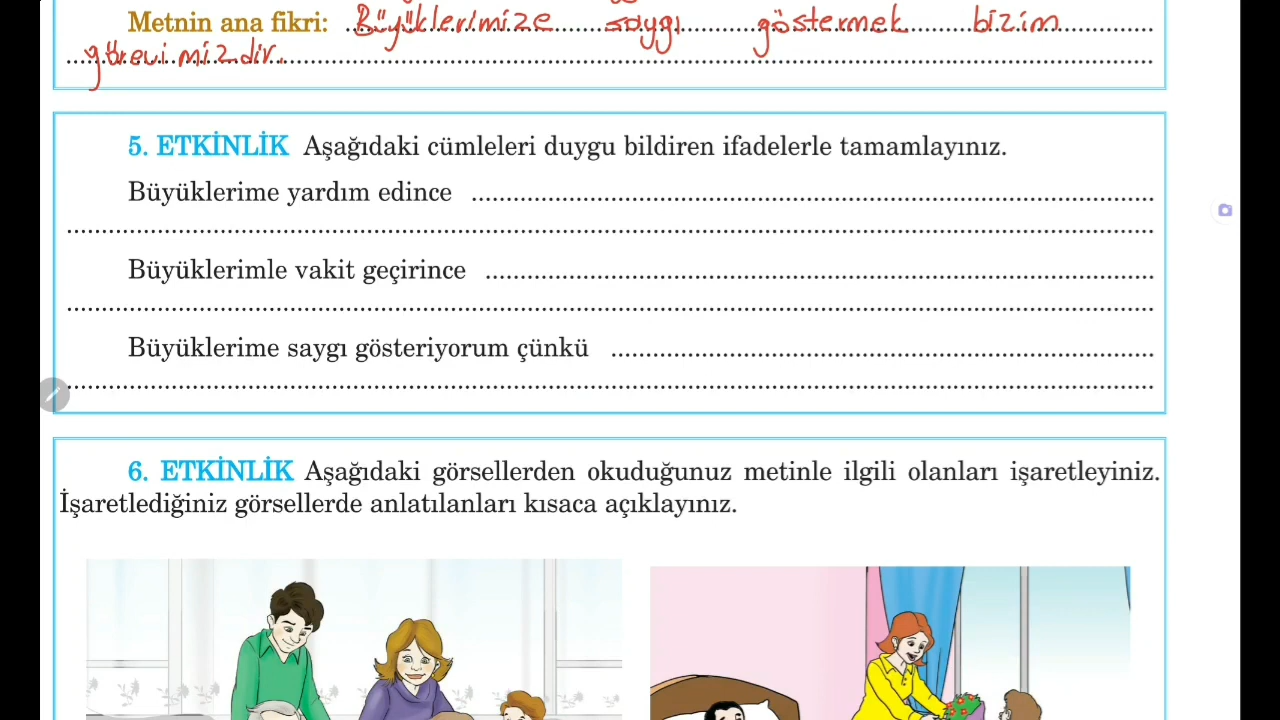 Metnin ana fikri: Büyüklerimize saygı göstermek bizim
görevimizdir.
5. ETKİNLİK Aşağıdaki cümleleri duygu bildiren ifadelerle tamamlayınız.
Büyüklerime yardım edince
Büyüklerimle vakit geçirince
Büyüklerime saygı gösteriyorum çünkü
6. ETKİNLİK Aşağıdaki görsellerden okuduğunuz metinle ilgili olanları işaretleyiniz.
İşaretlediğiniz görsellerde anlatılanları kısaca açıklayınız.